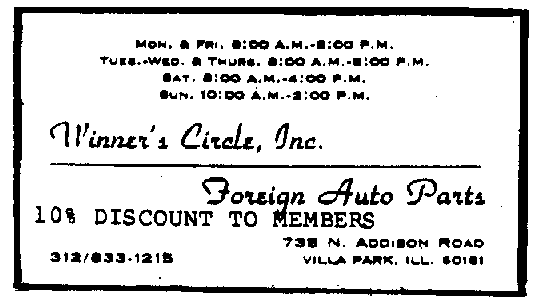 MON. & FRI. 8:00 A.M.-8:00 P.M.
TUES.-WED. & THURS. 8:00 A.M.-6:00 P.M.
SAT. 8:00 A.M.-4:00 P.M.
SUN. 10:00 A.M.-2:00 P.M.
Winner's Circle, Inc.
Foreign Auto Parts
10% DISCOUNT TO MEMBERS
N. ADDISON ROAD
312/833-1215 VILLA PARK, ILL. 60181